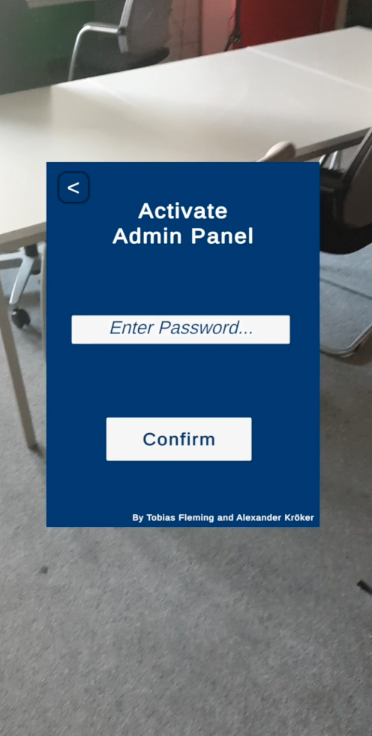 <
Activate
Admin Panel
Enter Password...
Confirm
By Tobias Fleming and Alexander Kröker